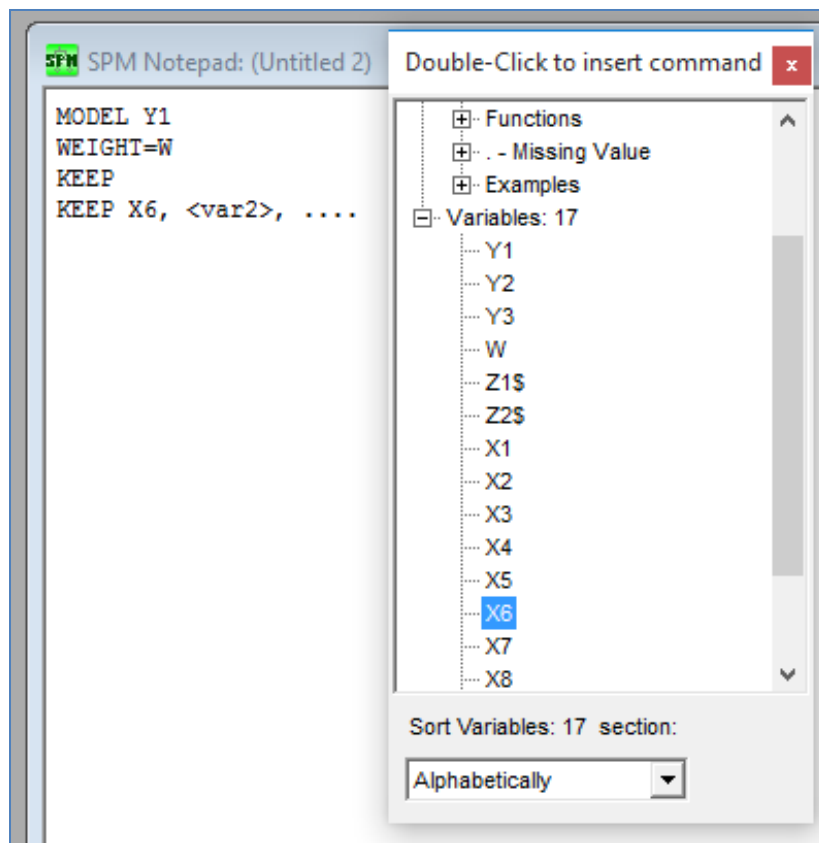 SPM SPM Notepad: (Untitled 2)
MODEL Y1
WEIGHT=W
KEEP
KEEP X6, <var2>, ....
Double-Click to insert command x
Functions
. - Missing Value
Examples
Variables: 17
Y1
Y2
Y3
W
Z1$
Z2$
X1
X2
X3
X4
X5
X6
X7
X8
Sort Variables: 17 section:
Alphabetically